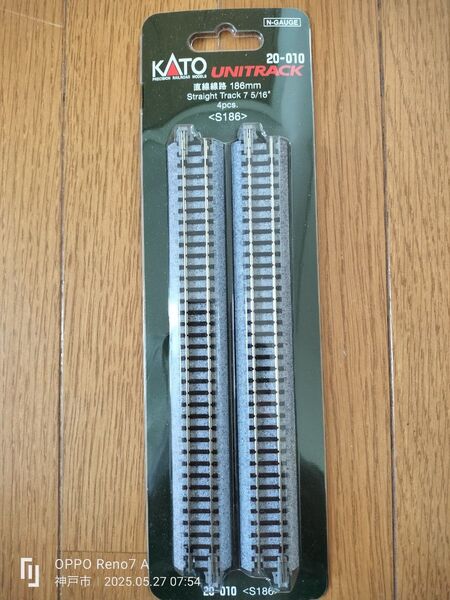 N-GAUGE
20-010
KATO
PRECISION RAILROAD MODELS
UNITRACK
直線線路 186mm
Straight Track 7 5/16"
4pcs.
<S186>
20-010 <S186>
OPPO Reno7 A
神戸市 2025.05.27 07:54